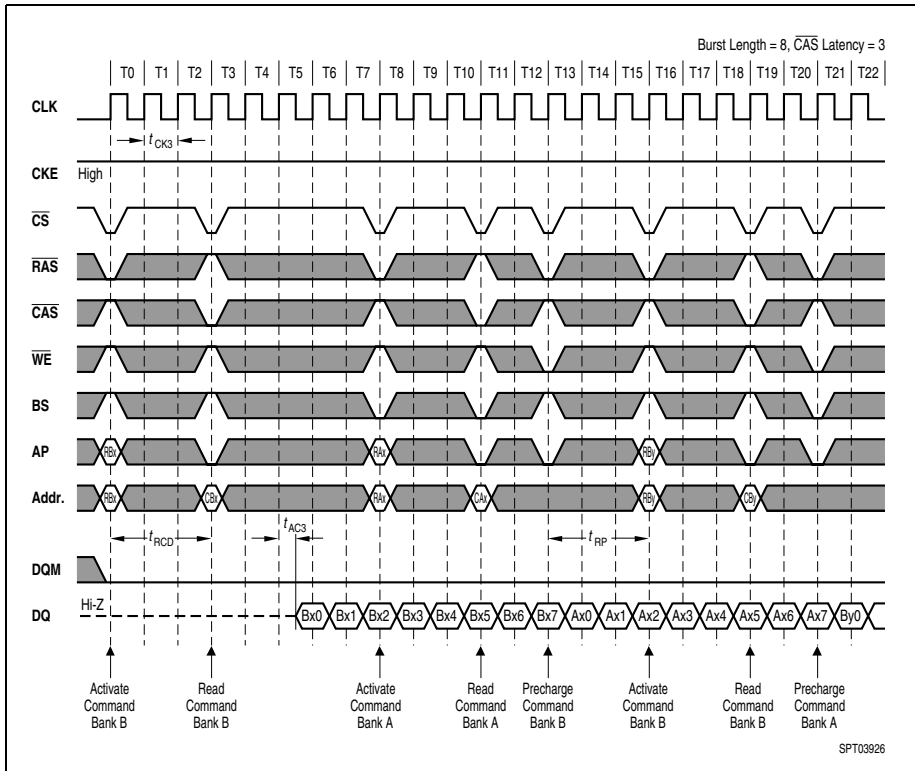 Burst Length = 8, CAS Latency = 3
T0 T1 T2 T3 T4 T5 T6 T7 T8 T9 T10 T11 T12 T13 T14 T15 T16 T17 T18 T19 T20 T21 T22
CLK
t CK3
CKE High
CS
RAS
CAS
WE
BS
AP RBx RAx RBy
Addr. RBx CBx RAx CAx RBy CBy
t RCD t AC3 t RP
DQM
DQ Hi-Z Bx0 Bx1 Bx2 Bx3 Bx4 Bx5 Bx6 Bx7 Ax0 Ax1 Ax2 Ax3 Ax4 Ax5 Ax6 Ax7 By0
Activate Read Activate Read Precharge Activate Read Precharge
Command Command Command Command Command Command Command Command
Bank B Bank B Bank A Bank A Bank B Bank B Bank B Bank A
SPT03926